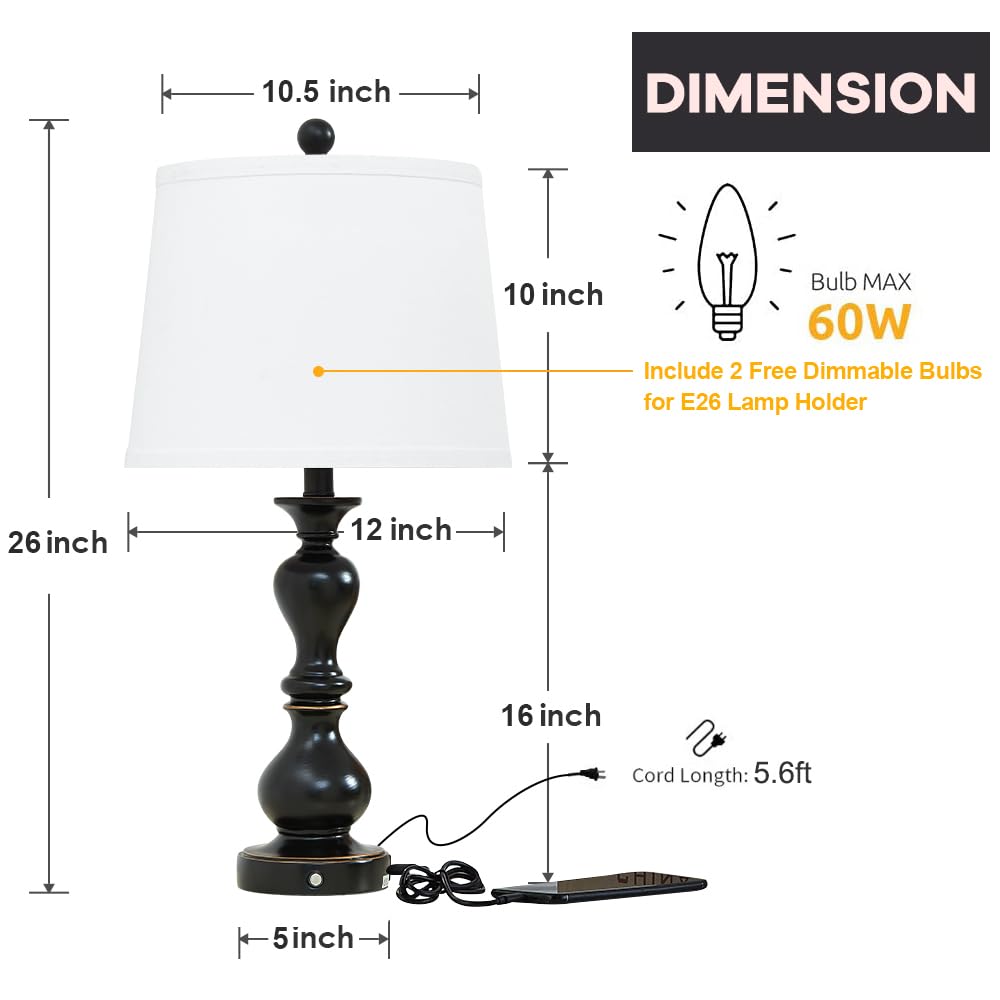 DIMENSION
10.5 inch
10 inch
Bulb MAX
60W
Include 2 Free Dimmable Bulbs
for E26 Lamp Holder
26 inch
12 inch
16 inch
Cord Length: 5.6ft
5 inch